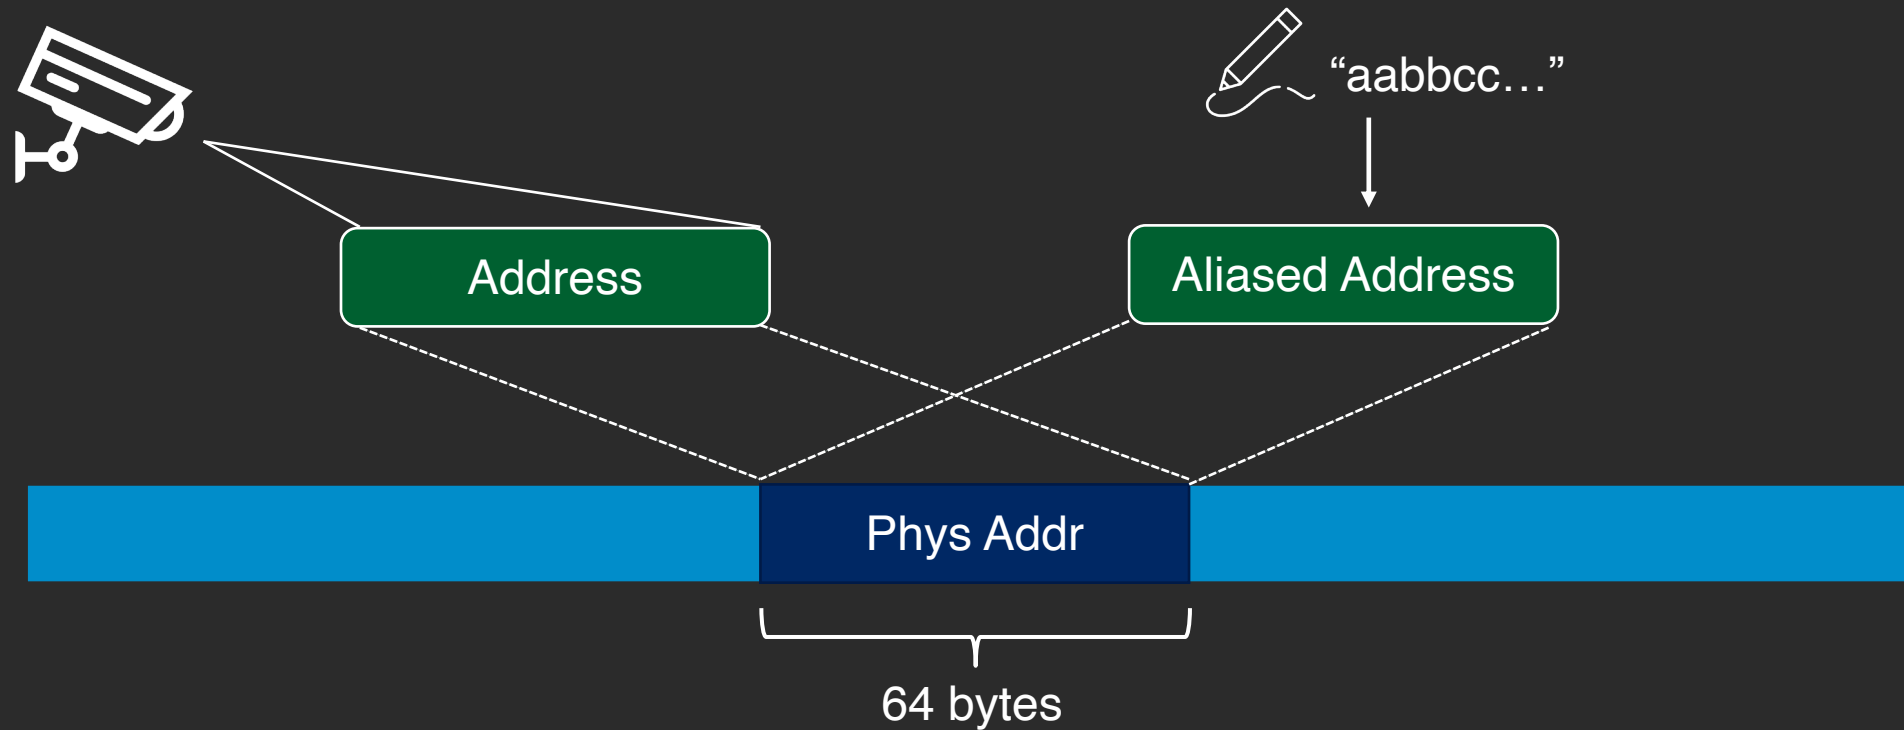 “aabbcc…”
Address
Aliased Address
Phys Addr
64 bytes